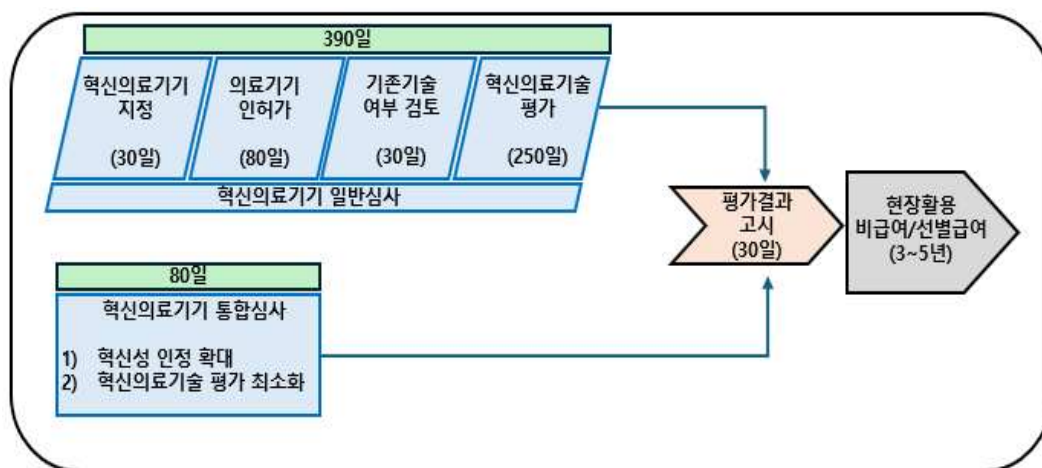 390일
혁신의료기기
지정
(30일)
의료기기
인허가
(80일)
기존기술
여부 검토
(30일)
혁신의료기술
평가
(250일)
혁신의료기기 일반심사
평가결과
고시
(30일)
현장활용
비급여/선별급여
(3~5년)
80일
혁신의료기기 통합심사
1) 혁신성 인정 확대
2) 혁신의료기술 평가 최소화